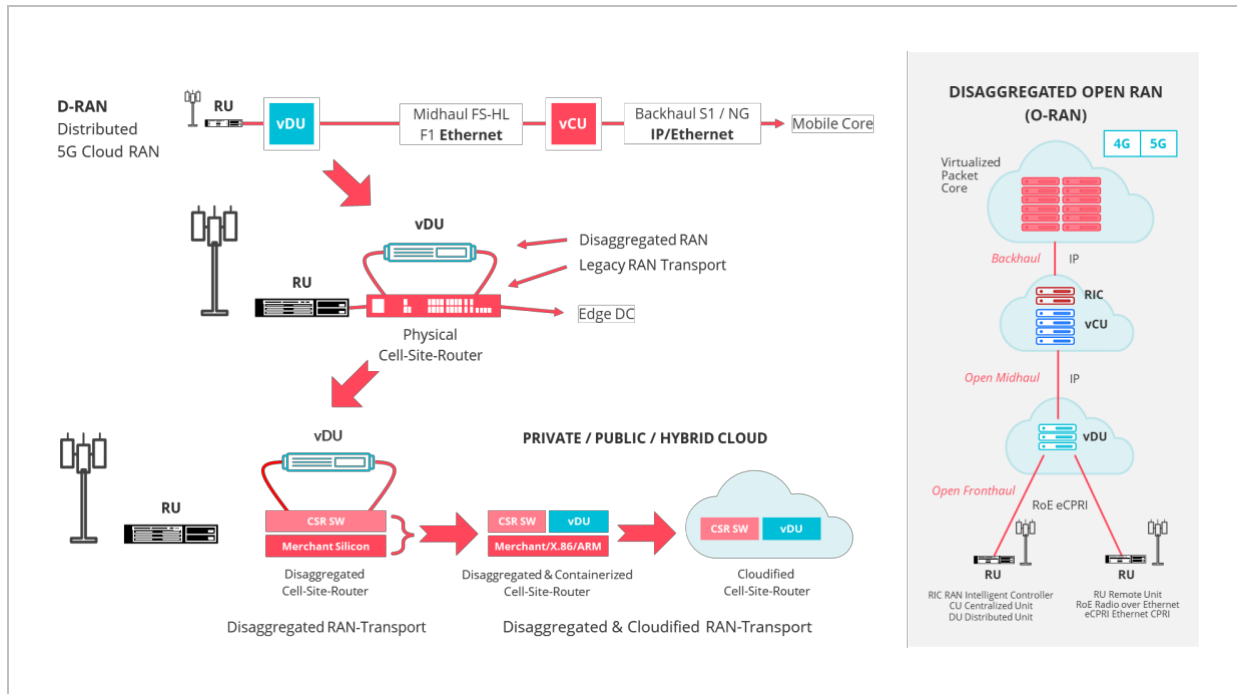 D-RAN
Distributed
5G Cloud RAN
RU
vDU
Midhaul FS-HL
F1 Ethernet
vCU
Backhaul S1 / NG
IP/Ethernet
Mobile Core
vDU
Disaggregated RAN
Legacy RAN Transport
RU
Edge DC
Physical
Cell-Site-Router
vDU
PRIVATE / PUBLIC / HYBRID CLOUD
RU
CSR SW
Merchant Silicon
CSR SW
vDU
Merchant/X.86/ARM
CSR SW
vDU
Disaggregated
Cell-Site-Router
Disaggregated & Containerized
Cell-Site-Router
Cloudified
Cell-Site-Router
Disaggregated RAN-Transport
Disaggregated & Cloudified RAN-Transport
DISAGGREGATED OPEN RAN
(O-RAN)
4G
5G
Virtualized
Packet
Core
Backhaul
IP
RIC
vCU
Open Midhaul
IP
vDU
Open Fronthaul
RoE eCPRI
RU
RU
RIC RAN Intelligent Controller
CU Centralized Unit
DU Distributed Unit
RU Remote Unit
RoE Radio over Ethernet
eCPRI Ethernet CPRI